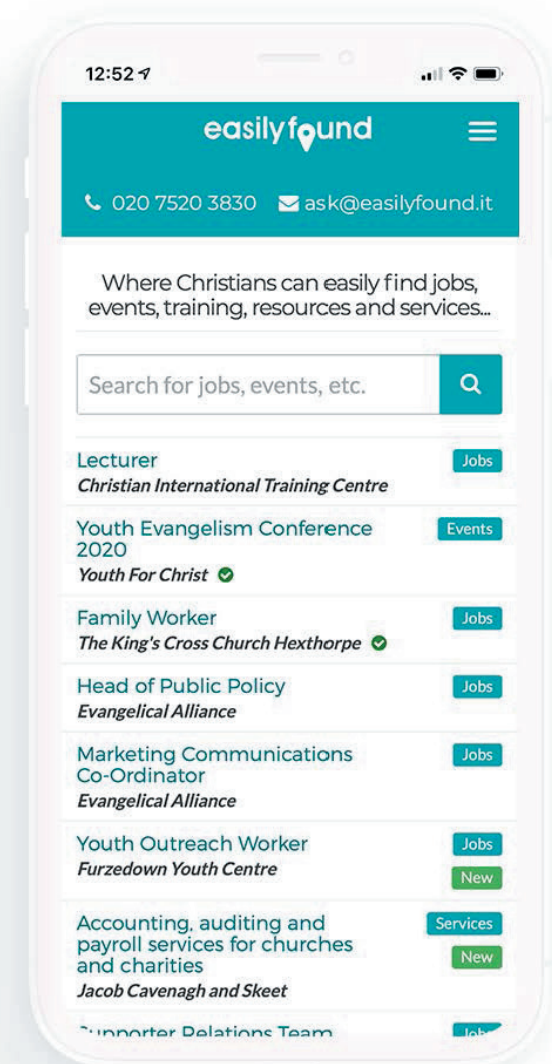 12:52
easilyfound
020 7520 3830 ask@easilyfound.it
Where Christians can easily find jobs,
events, training, resources and services...
Search for jobs, events, etc.
Lecturer Jobs
Christian International Training Centre
Youth Evangelism Conference Events
2020
Youth For Christ
Family Worker Jobs
The King's Cross Church Hexthorpe
Head of Public Policy Jobs
Evangelical Alliance
Marketing Communications Jobs
Co-Ordinator
Evangelical Alliance
Youth Outreach Worker Jobs
Furzedown Youth Centre New
Accounting, auditing and Services
payroll services for churches New
and charities
Jacob Cavenagh and Skeet
Supporter Relations Team Jobs